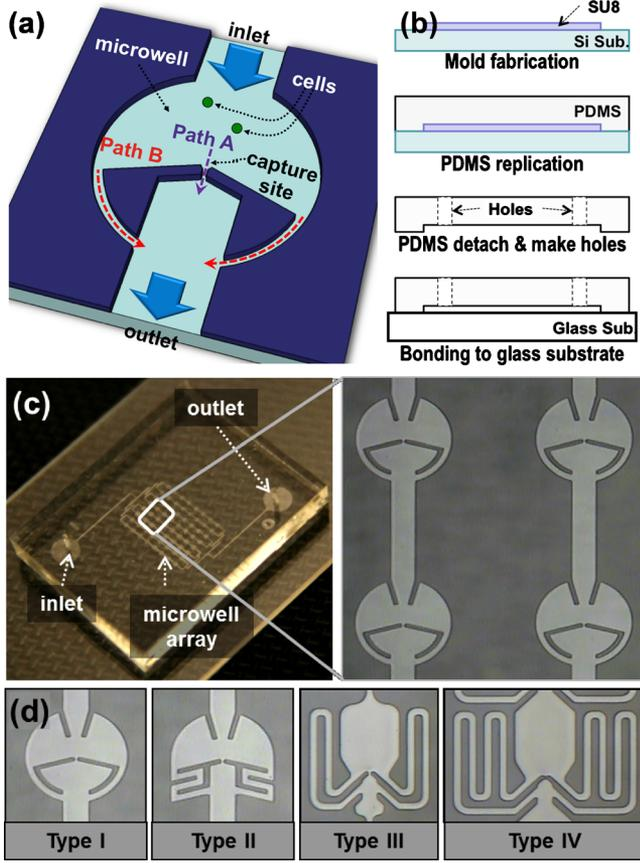 (a)
inlet
microwell
cells
Path A
Path B
capture
site
outlet
(b)
SU8
Si Sub.
Mold fabrication
PDMS
PDMS replication
Holes
PDMS detach & make holes
Glass Sub
Bonding to glass substrate
(c)
outlet
inlet
microwell
array
(d)
Type I
Type II
Type III
Type IV